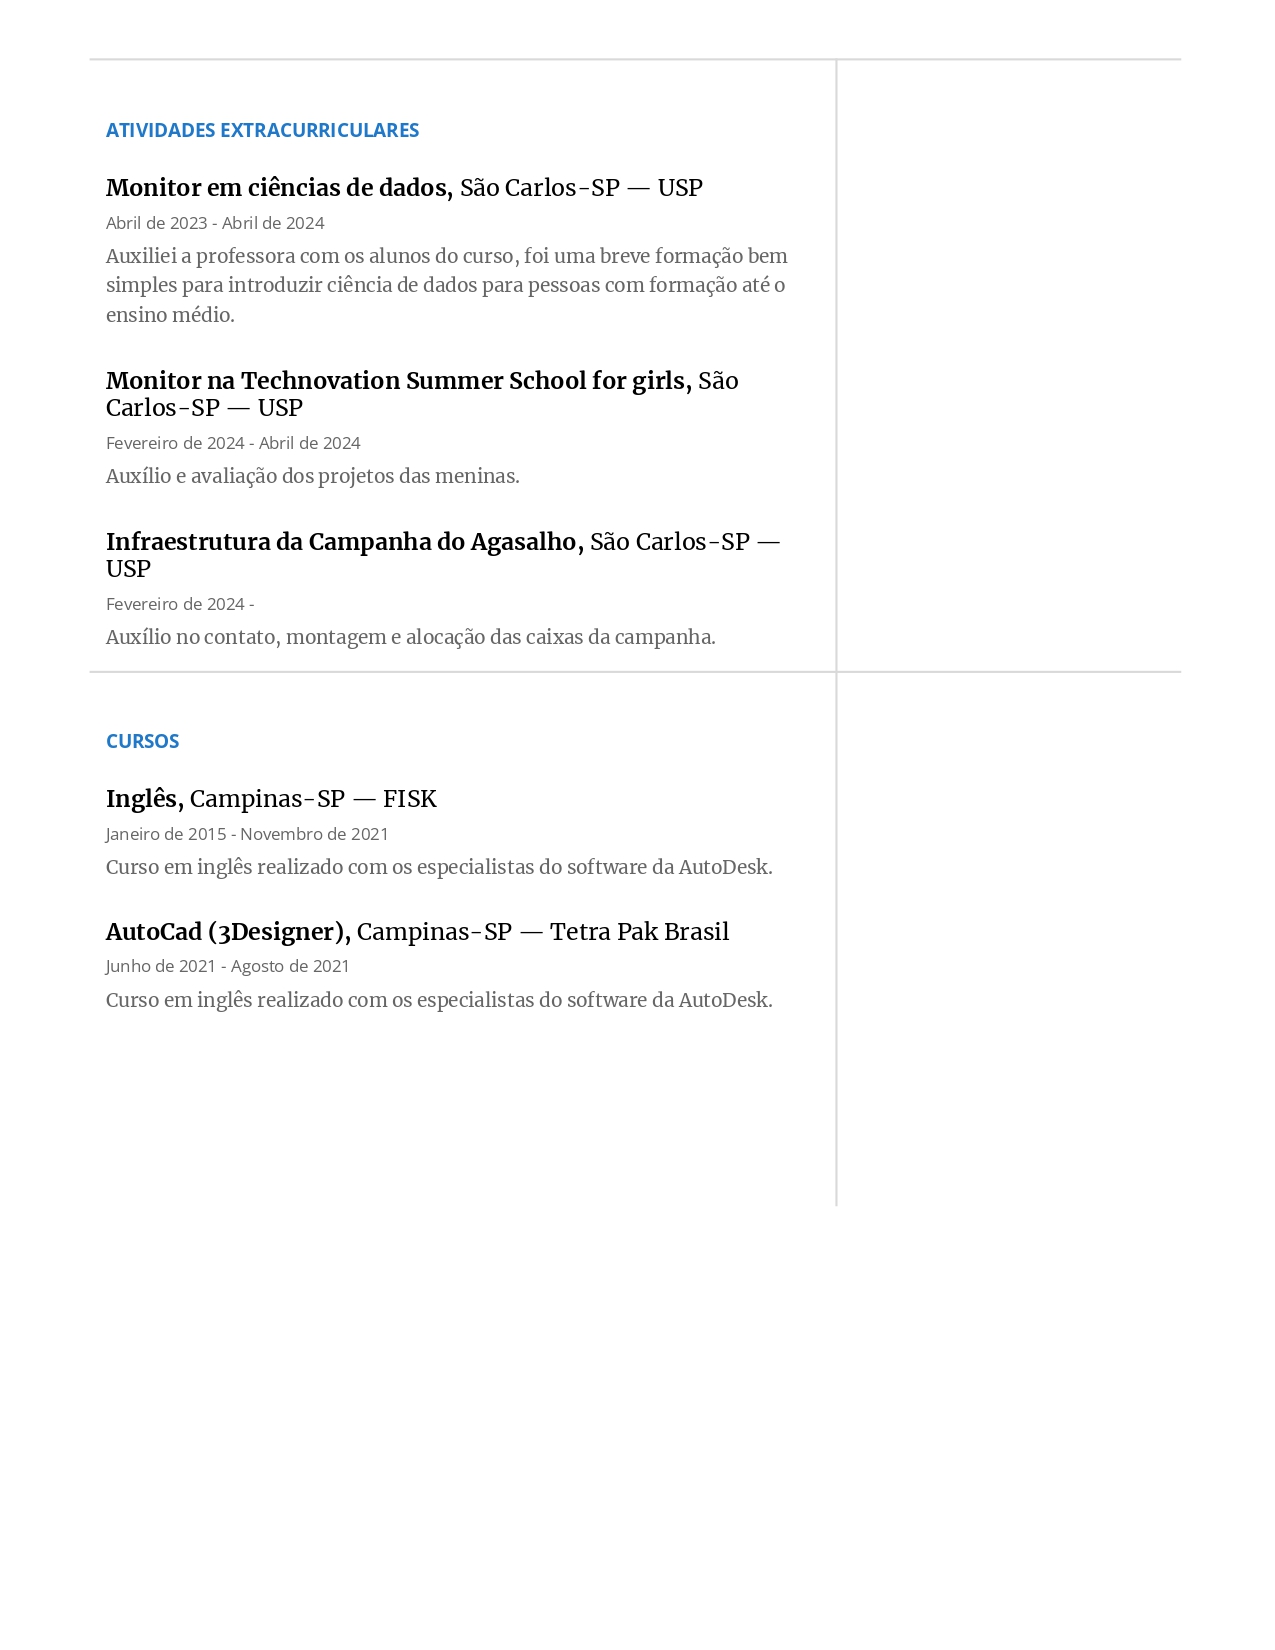 ATIVIDADES EXTRACURRICULARES
Monitor em ciências de dados, São Carlos-SP — USP
Abril de 2023 - Abril de 2024
Auxiliei a professora com os alunos do curso, foi uma breve formação bem
simples para introduzir ciência de dados para pessoas com formação até o
ensino médio.
Monitor na Technovation Summer School for girls, São
Carlos-SP — USP
Fevereiro de 2024 - Abril de 2024
Auxílio e avaliação dos projetos das meninas.
Infraestrutura da Campanha do Agasalho, São Carlos-SP —
USP
Fevereiro de 2024 -
Auxílio no contato, montagem e alocação das caixas da campanha.
CURSOS
Inglês, Campinas-SP — FISK
Janeiro de 2015 - Novembro de 2021
Curso em inglês realizado com os especialistas do software da AutoDesk.
AutoCad (3Designer), Campinas-SP — Tetra Pak Brasil
Junho de 2021 - Agosto de 2021
Curso em inglês realizado com os especialistas do software da AutoDesk.